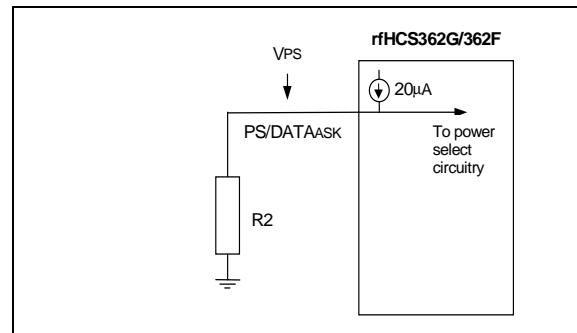 rfHCS362G/362F
VPS
20µA
PS/DATAASK
To power
select
circuitry
R2